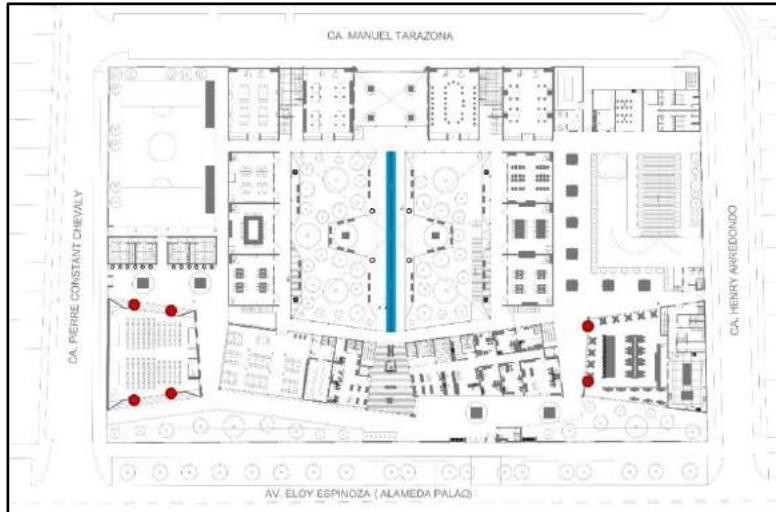 CA. MANUEL TARAZONA
CA. PIERRE CONSTANT CHEVALY
CA. HENRY ARREDONDO
AV. ELOY ESPINOZA ( ALAMEDA PALAO)